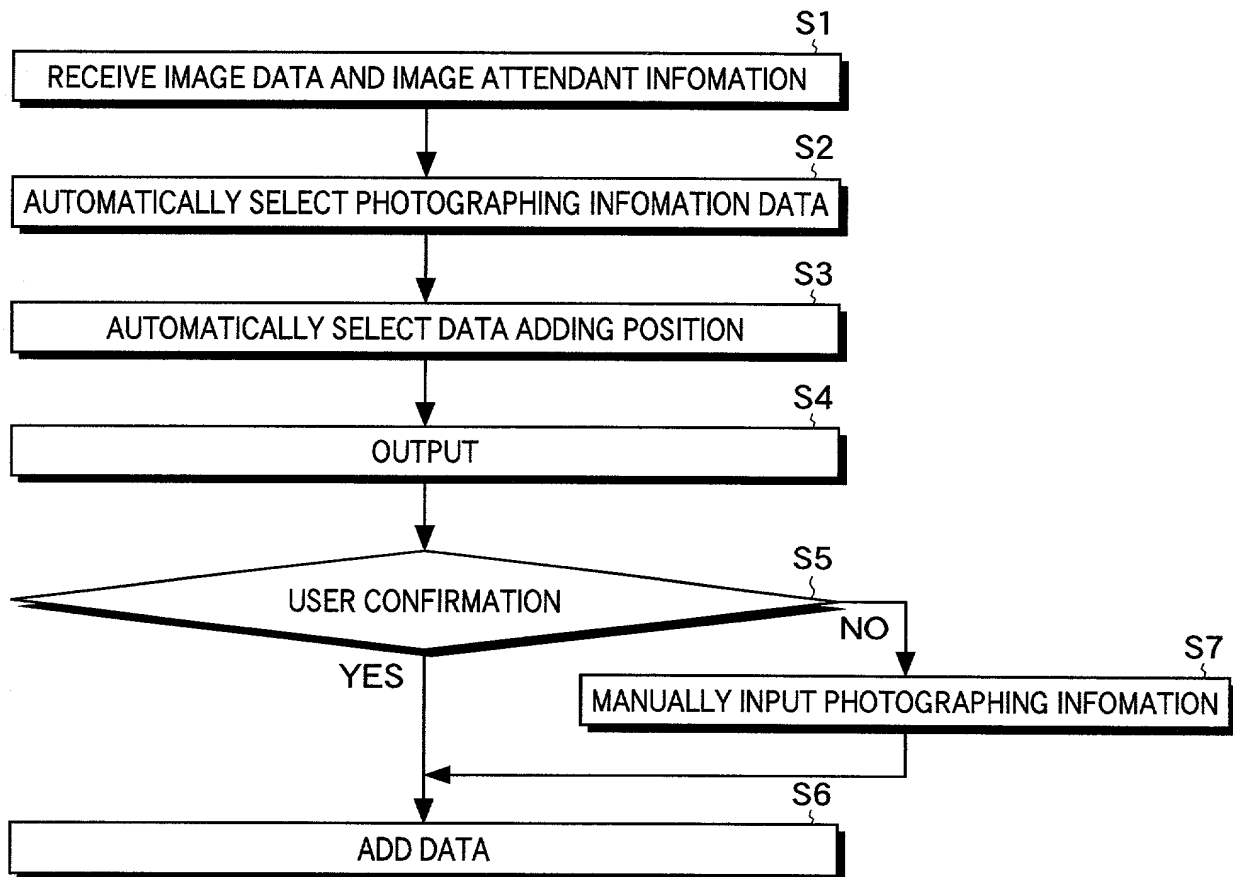 S1
RECEIVE IMAGE DATA AND IMAGE ATTENDANT INFOMATION
S2
AUTOMATICALLY SELECT PHOTOGRAPHING INFOMATION DATA
S3
AUTOMATICALLY SELECT DATA ADDING POSITION
S4
OUTPUT
S5
USER CONFIRMATION
NO
YES
S7
MANUALLY INPUT PHOTOGRAPHING INFOMATION
S6
ADD DATA